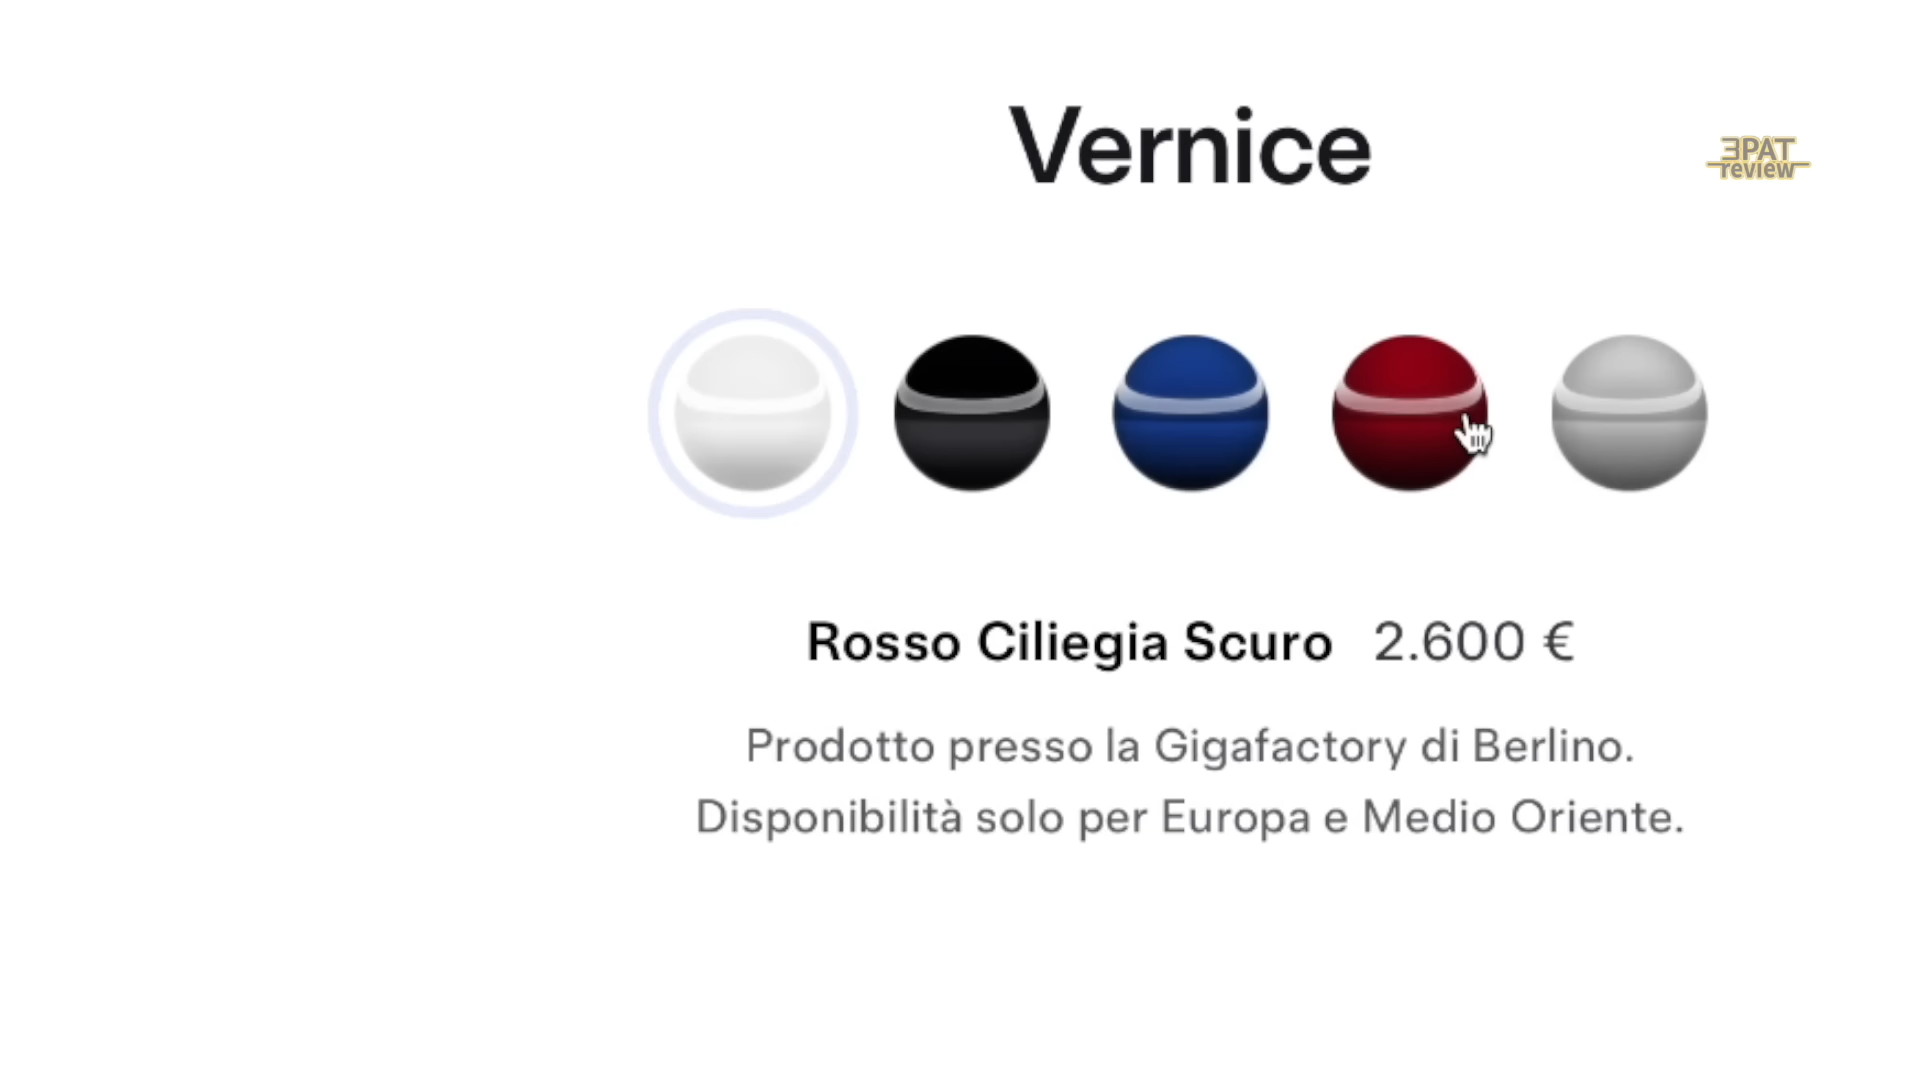 Vernice
3PAT
review
Rosso Ciliegia Scuro 2.600 €
Prodotto presso la Gigafactory di Berlino.
Disponibilità solo per Europa e Medio Oriente.